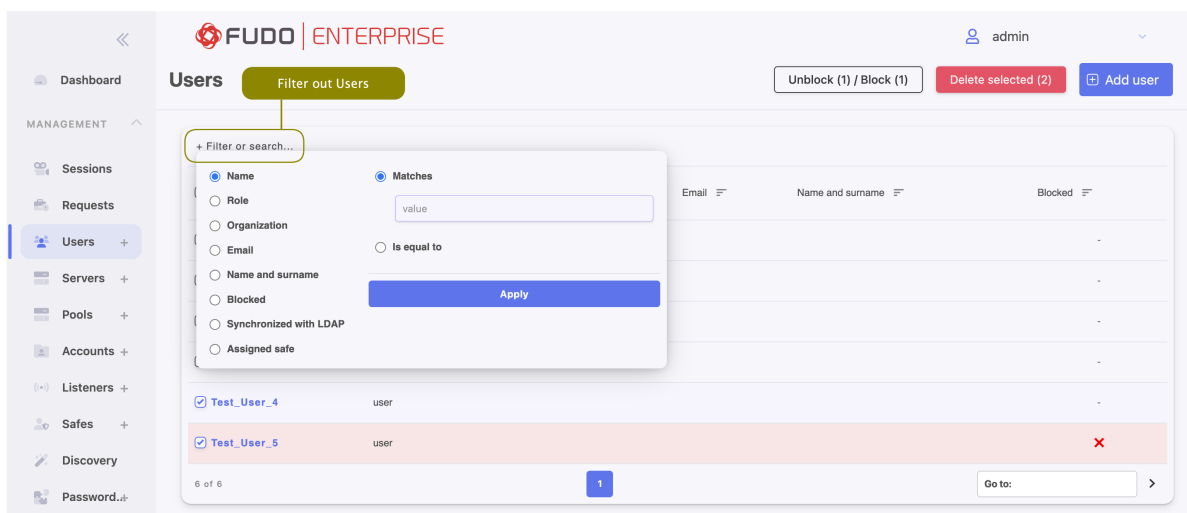 FUDO ENTERPRISE
admin
Dashboard
Users
Filter out Users
Unblock (1) / Block (1)
Delete selected (2)
Add user
MANAGEMENT
+ Filter or search...
Sessions
Requests
Users +
Servers +
Pools +
Accounts +
Listeners +
Safes +
Discovery
Password..+
Name
Role
Organization
Email
Name and surname
Blocked
Synchronized with LDAP
Assigned safe
Matches
value
Is equal to
Apply
Email
Name and surname
Blocked
-
-
-
-
Test_User_4 user -
Test_User_5 user
6 of 6
1
Go to: